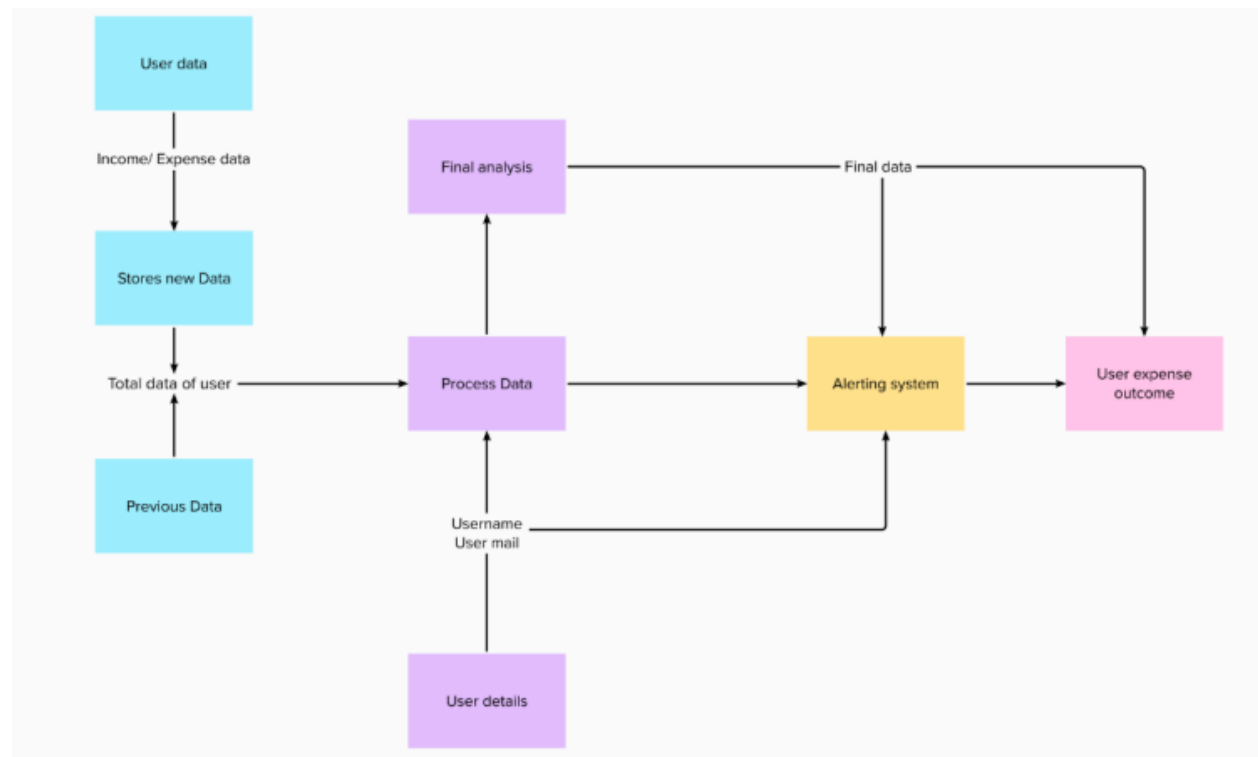 User data
Income/ Expense data
Final analysis
Final data
Stores new Data
Total data of user
Process Data
Alerting system
User expense
outcome
Previous Data
Username
User mail
User details